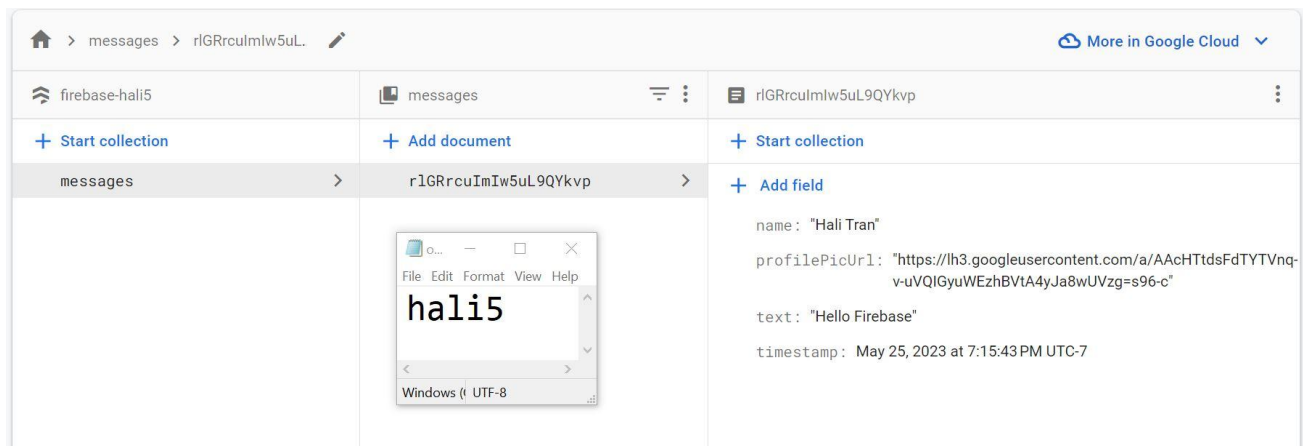 > messages > rlGRrcuImIw5uL.
More in Google Cloud
firebase-hali5
messages
rlGRrcuImIw5uL9QYkvp
+ Start collection
+ Add document
+ Start collection
messages
rlGRrcuImIw5uL9QYkvp
+ Add field
name: "Hali Tran"
profilePicUrl: "https://lh3.googleusercontent.com/a/AAcHTtdsFdTYTVnq-
v-uVQIGyuWEzhBVtA4yJa8wUVzg=s96-c"
text: "Hello Firebase"
timestamp: May 25, 2023 at 7:15:43 PM UTC-7
o...
File Edit Format View Help
hali5
Windows (
UTF-8